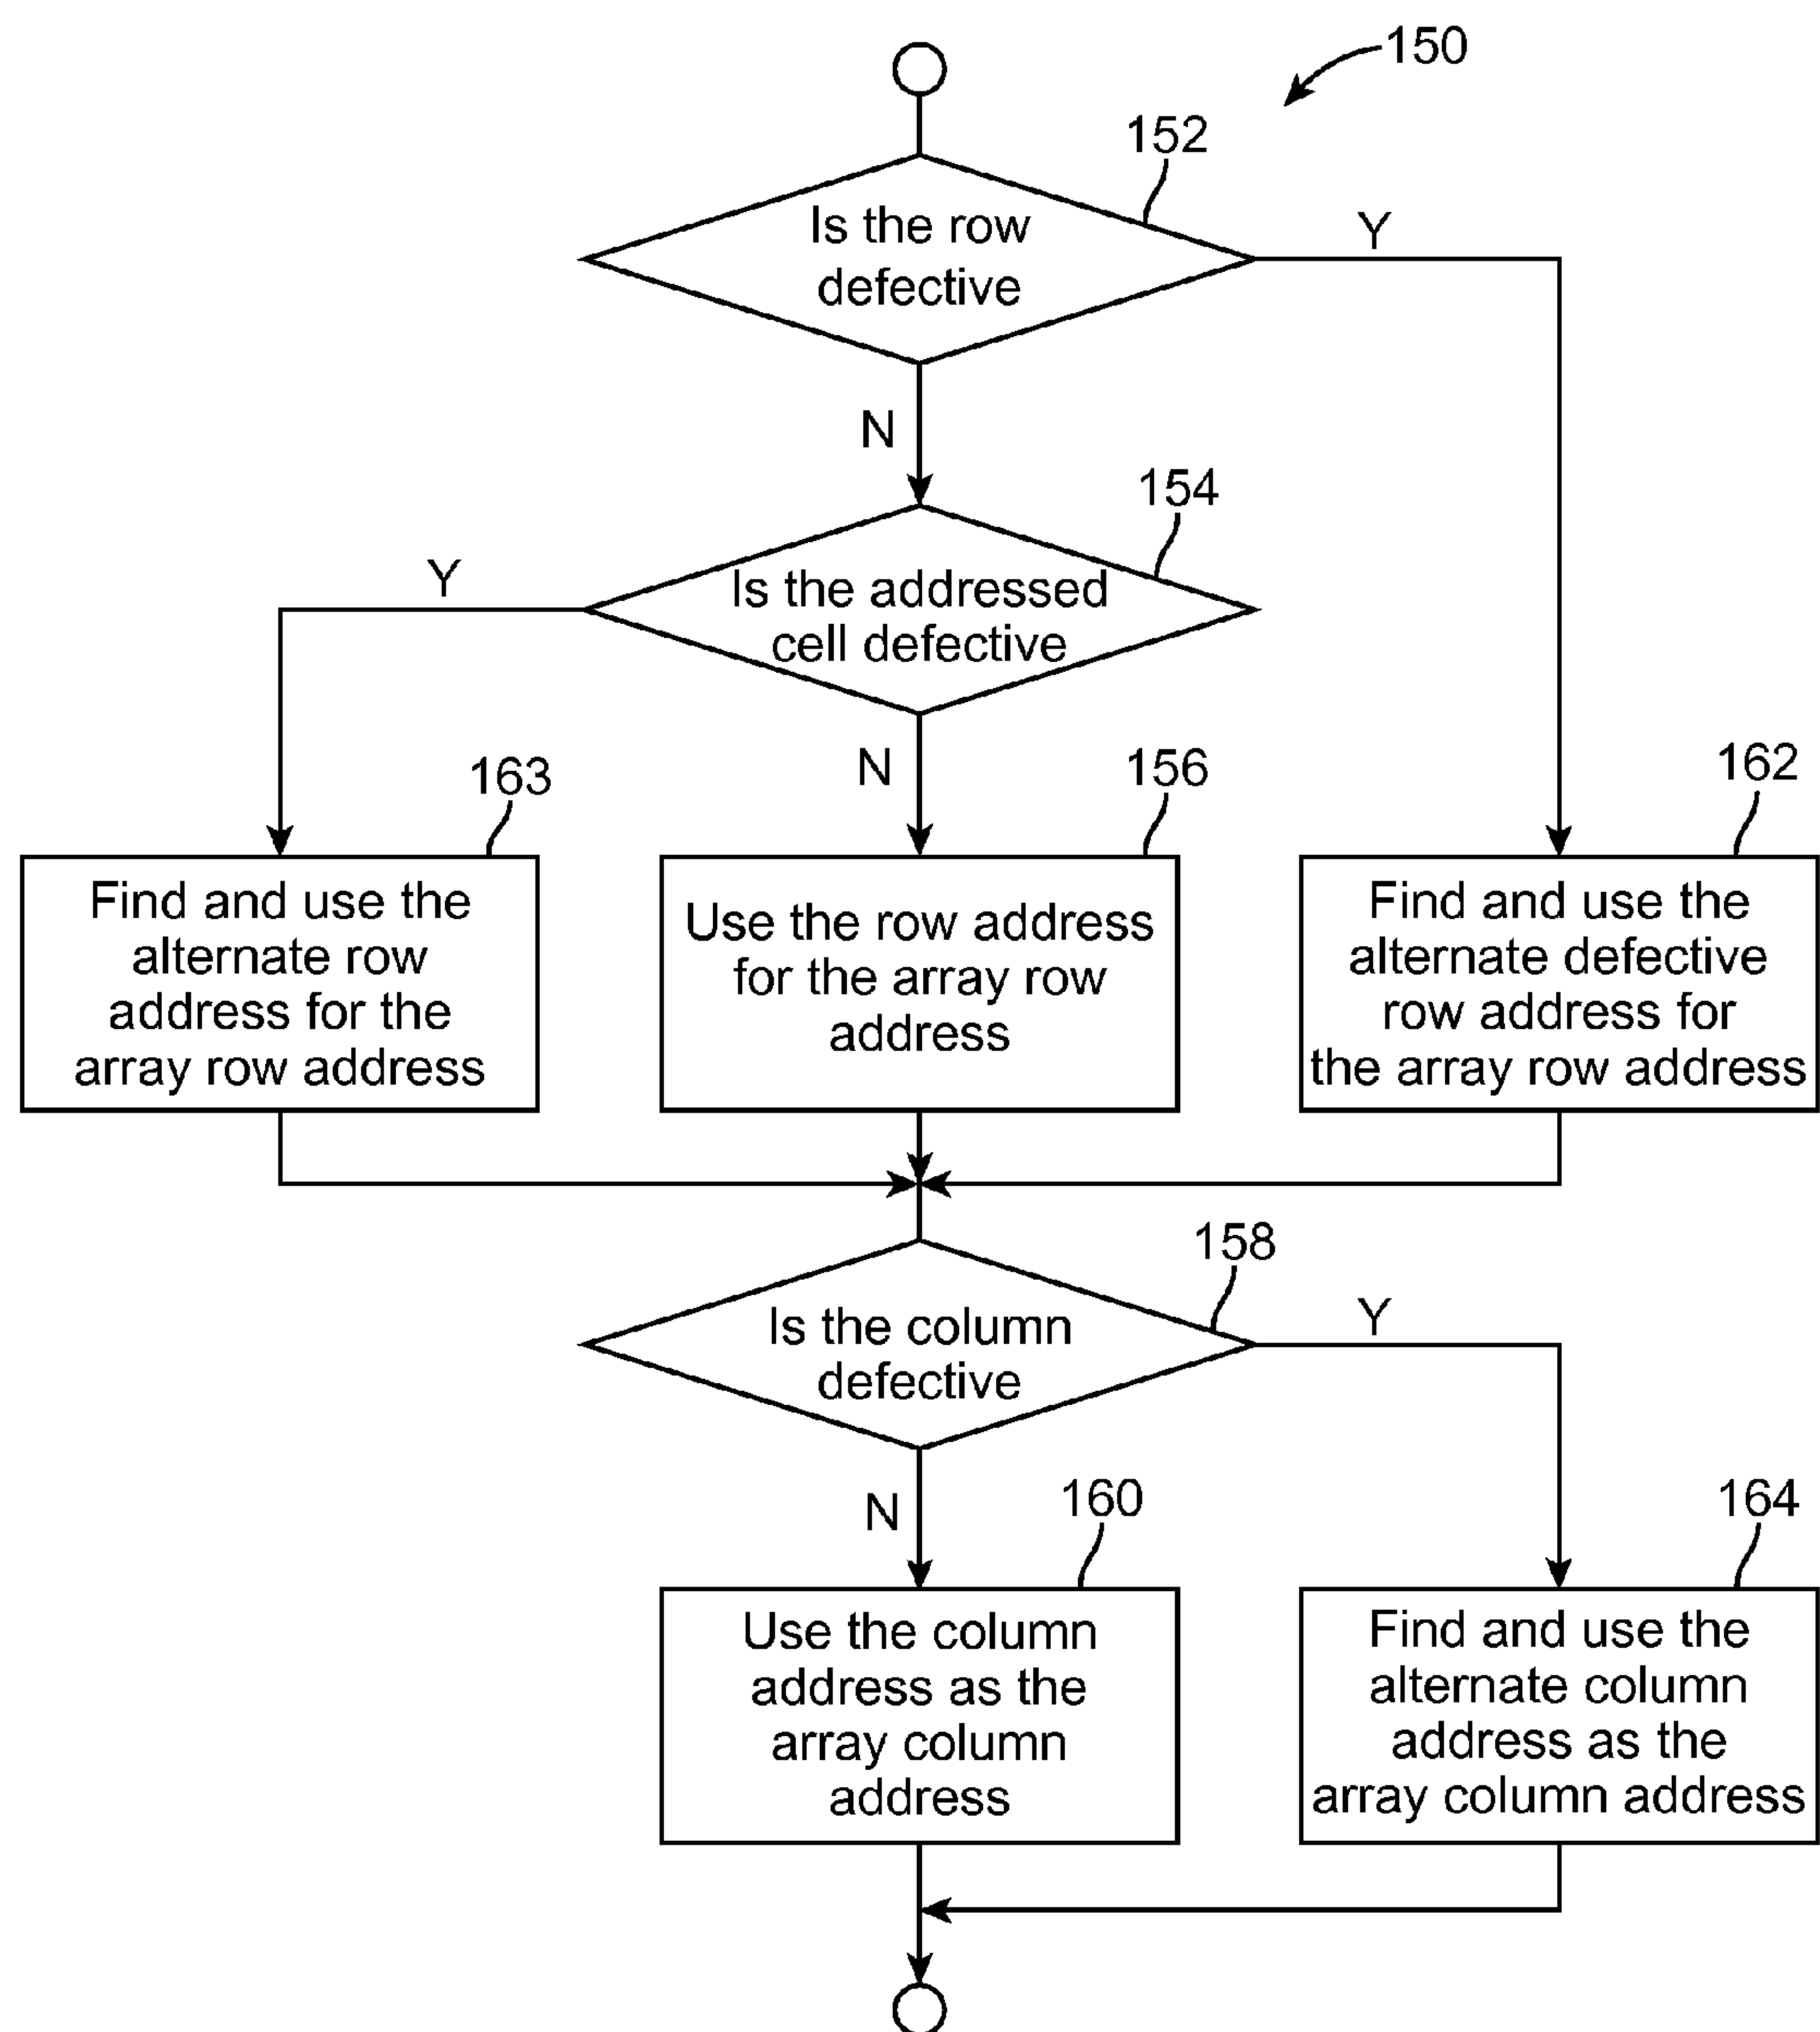 150
152
Is the row
defective
Y
N
154
Is the addressed
cell defective
Y
N
163
156
162
Find and use the
alternate row
address for the
array row address
Use the row address
for the array row
address
Find and use the
alternate defective
row address for
the array row address
158
Is the column
defective
Y
N
160
164
Use the column
address as the
array column
address
Find and use the
alternate column
address as the
array column address